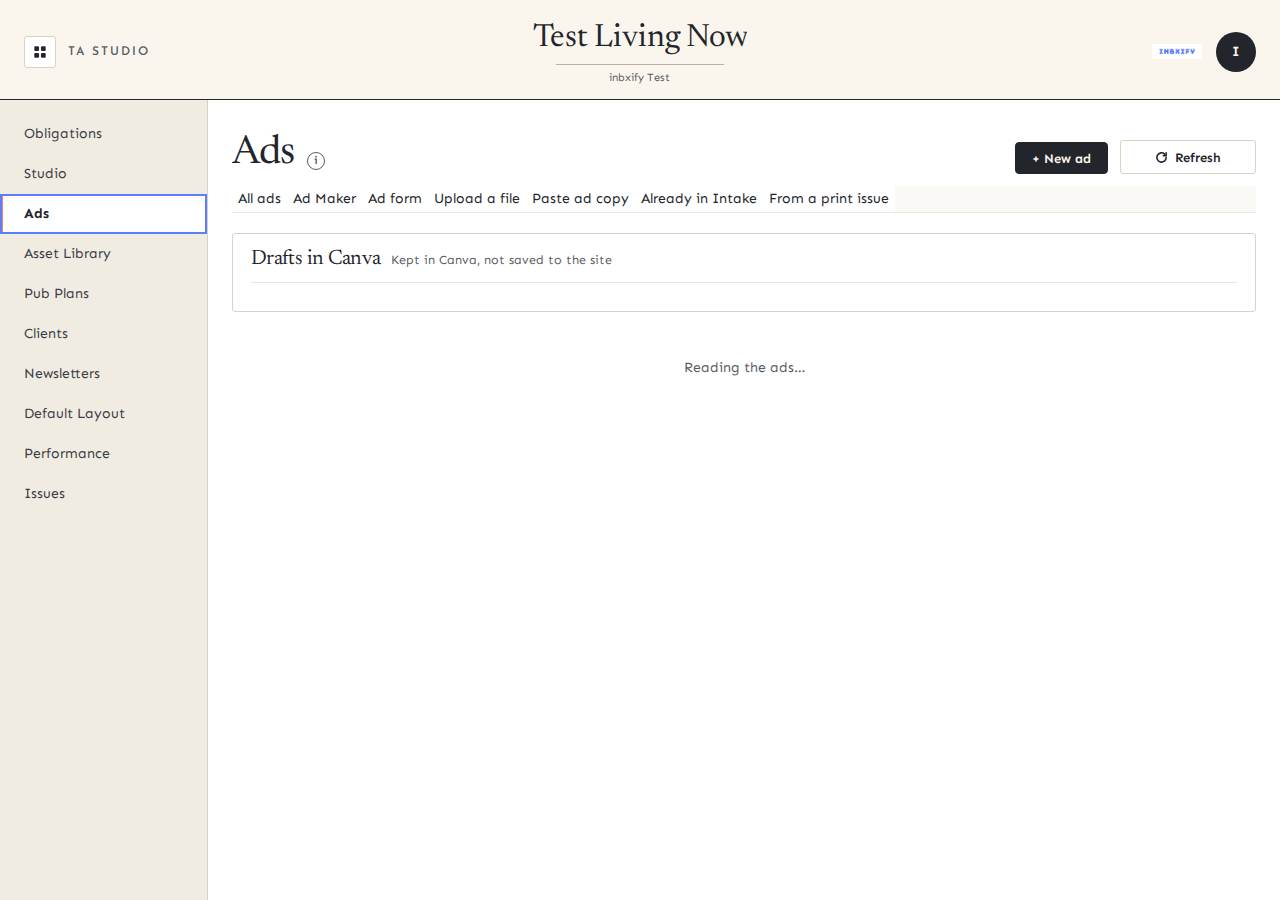 TA STUDIO
Test Living Now
inbxify Test
INBXIFY
I
Obligations
Studio
Ads
Asset Library
Pub Plans
Clients
Newsletters
Default Layout
Performance
Issues
Ads
i
+ New ad
Refresh
All ads Ad Maker Ad form Upload a file Paste ad copy Already in Intake From a print issue
Drafts in Canva Kept in Canva, not saved to the site
Reading the ads...